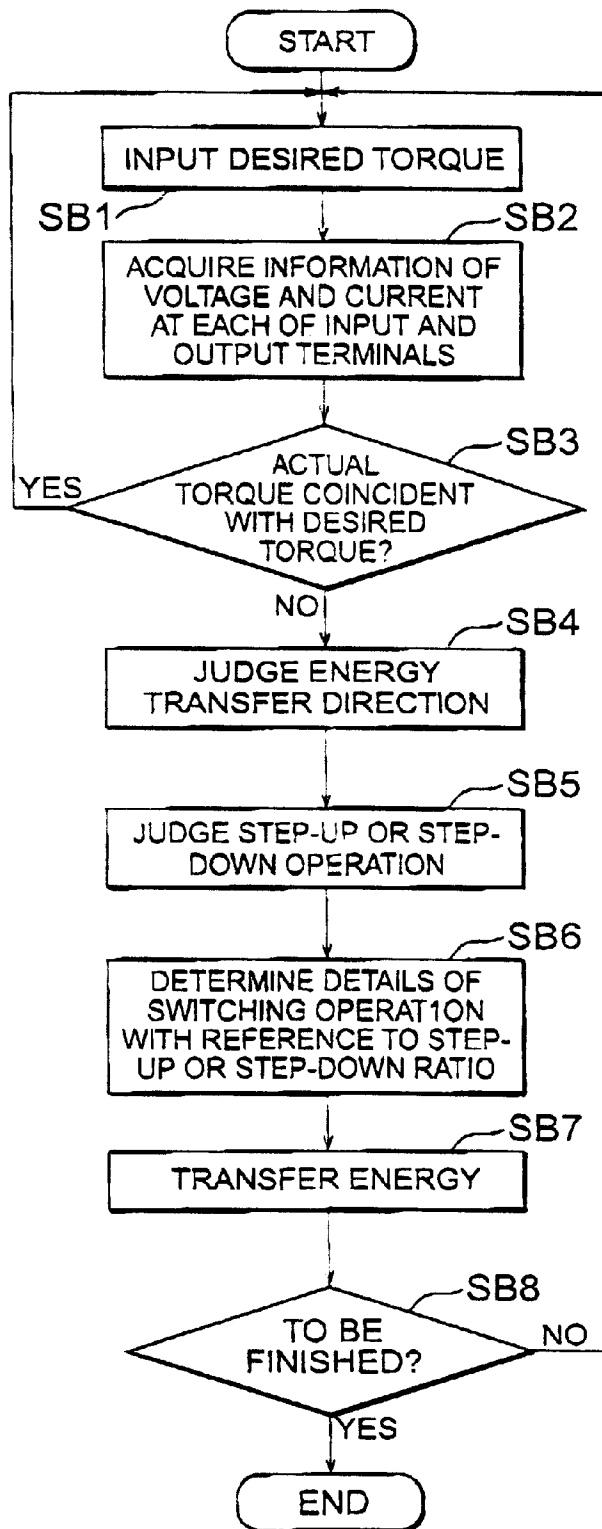 START
INPUT DESIRED TORQUE
SB1
SB2
ACQUIRE INFORMATION OF
VOLTAGE AND CURRENT
AT EACH OF INPUT AND
OUTPUT TERMINALS
SB3
YES
ACTUAL
TORQUE COINCIDENT
WITH DESIRED
TORQUE?
NO
SB4
JUDGE ENERGY
TRANSFER DIRECTION
SB5
JUDGE STEP-UP OR STEP-
DOWN OPERATION
SB6
DETERMINE DETAILS OF
SWITCHING OPERAT1ON
WITH REFERENCE TO STEP-
UP OR STEP-DOWN RATIO
SB7
TRANSFER ENERGY
SB8
TO BE
FINISHED?
NO
YES
END